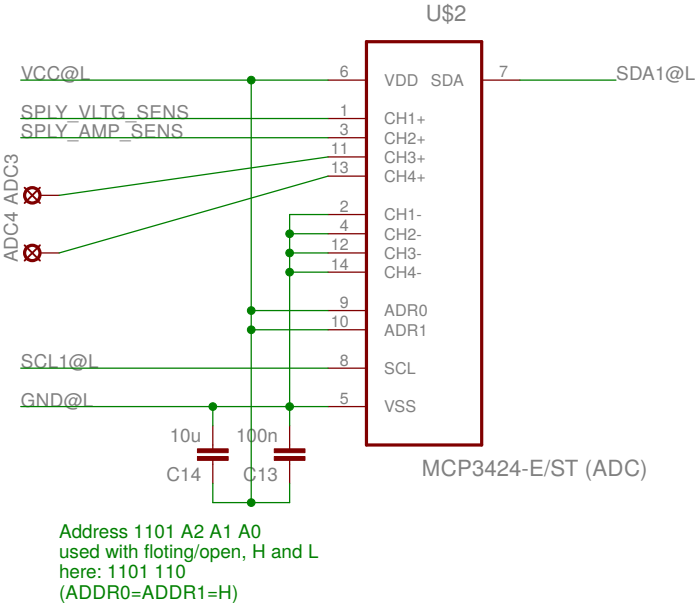 U$2
VCC@L
6
VDD
SDA
7
SDA1@L
SPLY_VLTG_SENS
1
CH1+
SPLY_AMP_SENS
3
CH2+
11
CH3+
ADC3
13
CH4+
ADC4
2
CH1-
4
CH2-
12
CH3-
14
CH4-
9
ADR0
10
ADR1
SCL1@L
8
SCL
GND@L
5
VSS
10u
100n
C14
C13
MCP3424-E/ST (ADC)
Address 1101 A2 A1 A0
used with floting/open, H and L
here: 1101 110
(ADDR0=ADDR1=H)